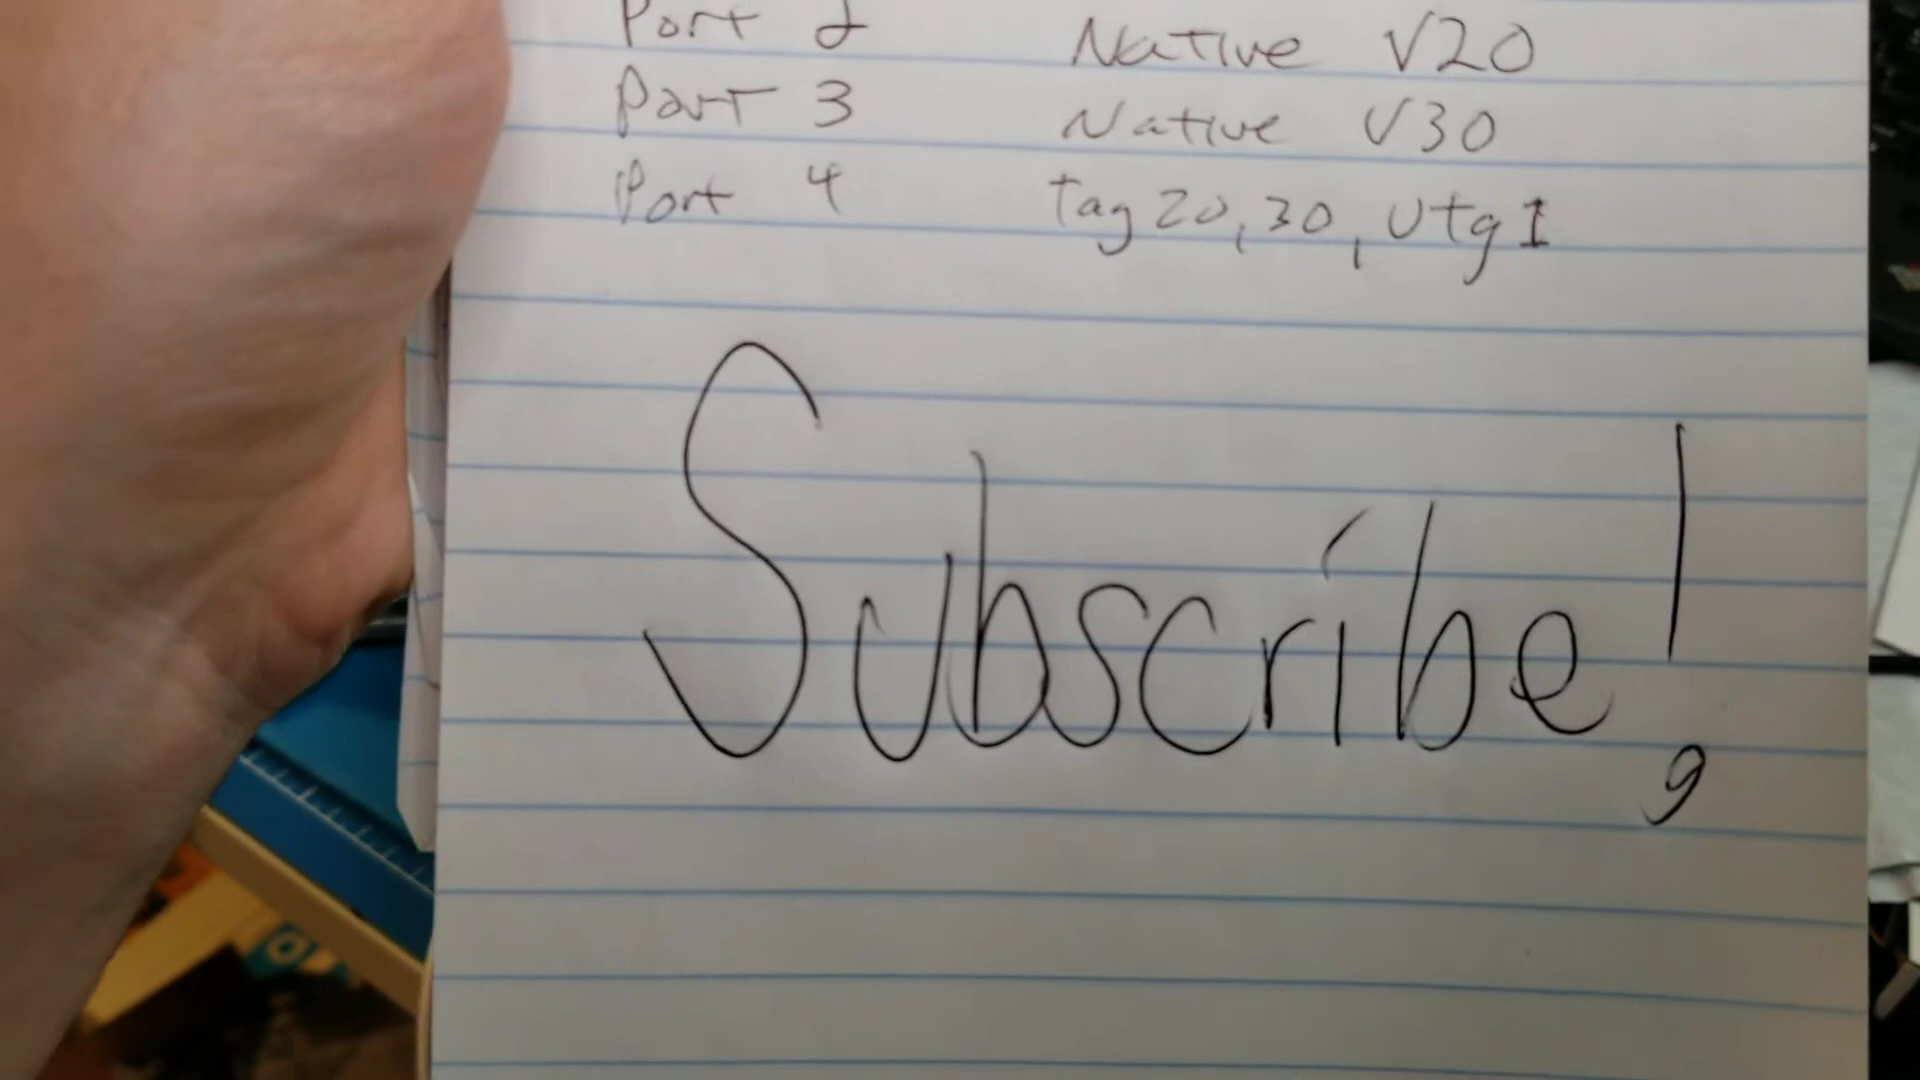 Port 2 Native V20
Port 3 Native V30
Port 4 Tag 20, 30, Utg 1
Subscribe!